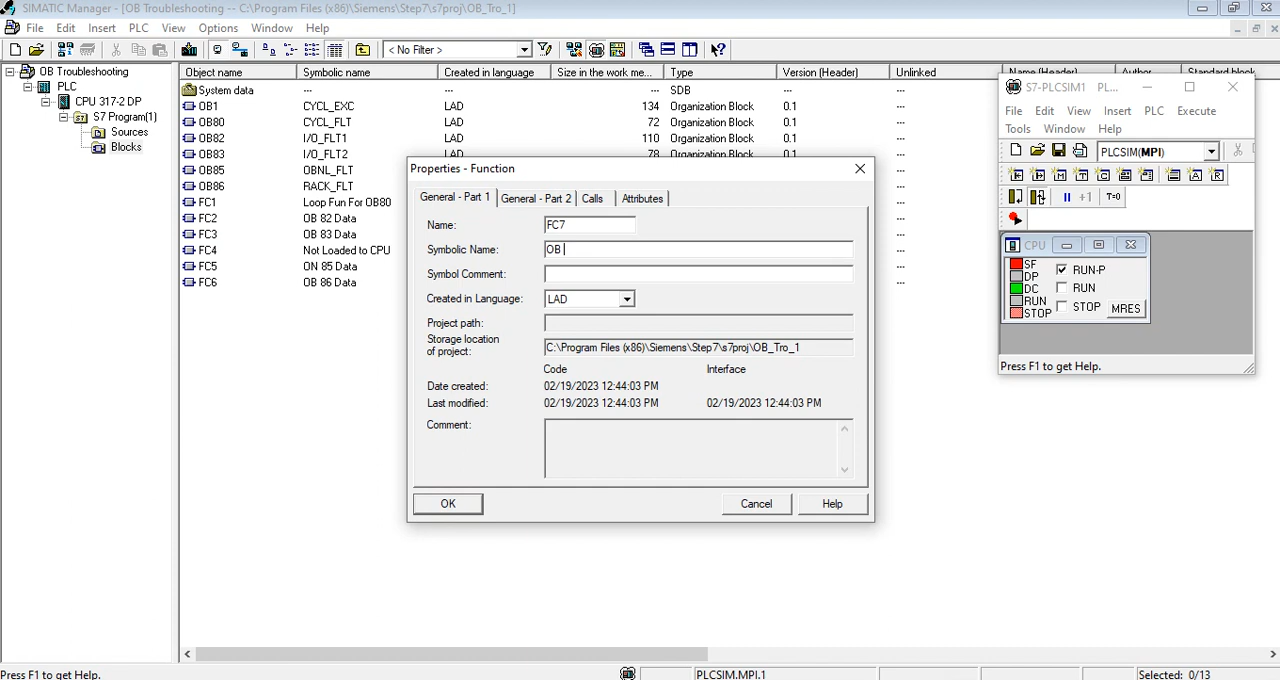 SIMATIC Manager - [OB Troubleshooting -- C:\Program Files (x86)\Siemens\Step7\s7proj\OB_Tro_1]
File Edit Insert PLC View Options Window Help
< No Filter >
OB Troubleshooting
PLC
CPU 317-2 DP
S7 Program(1)
Sources
Blocks
Object name Symbolic name Created in language Size in the work me... Type Version (Header) Unlinked Name (Header) Author Standard block
System data --- --- --- SDB --- ---
OB1 CYCL_EXC LAD 134 Organization Block 0.1 ---
OB80 CYCL_FLT LAD 72 Organization Block 0.1 ---
OB82 I/O_FLT1 LAD 110 Organization Block 0.1 ---
OB83 I/O_FLT2 LAD 78 Organization Block 0.1 ---
OB85 OBNL_FLT ---
OB86 RACK_FLT ---
FC1 Loop Fun For OB80 ---
FC2 OB 82 Data ---
FC3 OB 83 Data ---
FC4 Not Loaded to CPU ---
FC5 ON 85 Data ---
FC6 OB 86 Data ---
Properties - Function
General - Part 1 General - Part 2 Calls Attributes
Name: FC7
Symbolic Name: OB
Symbol Comment:
Created in Language: LAD
Project path:
Storage location
of project: C:\Program Files (x86)\Siemens\Step7\s7proj\OB_Tro_1
Code Interface
Date created: 02/19/2023 12:44:03 PM
Last modified: 02/19/2023 12:44:03 PM 02/19/2023 12:44:03 PM
Comment:
OK Cancel Help
S7-PLCSIM1 PL...
File Edit View Insert PLC Execute
Tools Window Help
PLCSIM(MPI)
+1 T=0
CPU
SF
DP
DC
RUN
STOP
RUN-P
RUN
STOP MRES
Press F1 to get Help.
Press F1 to get Help. PLCSIM.MPI.1 Selected: 0/13